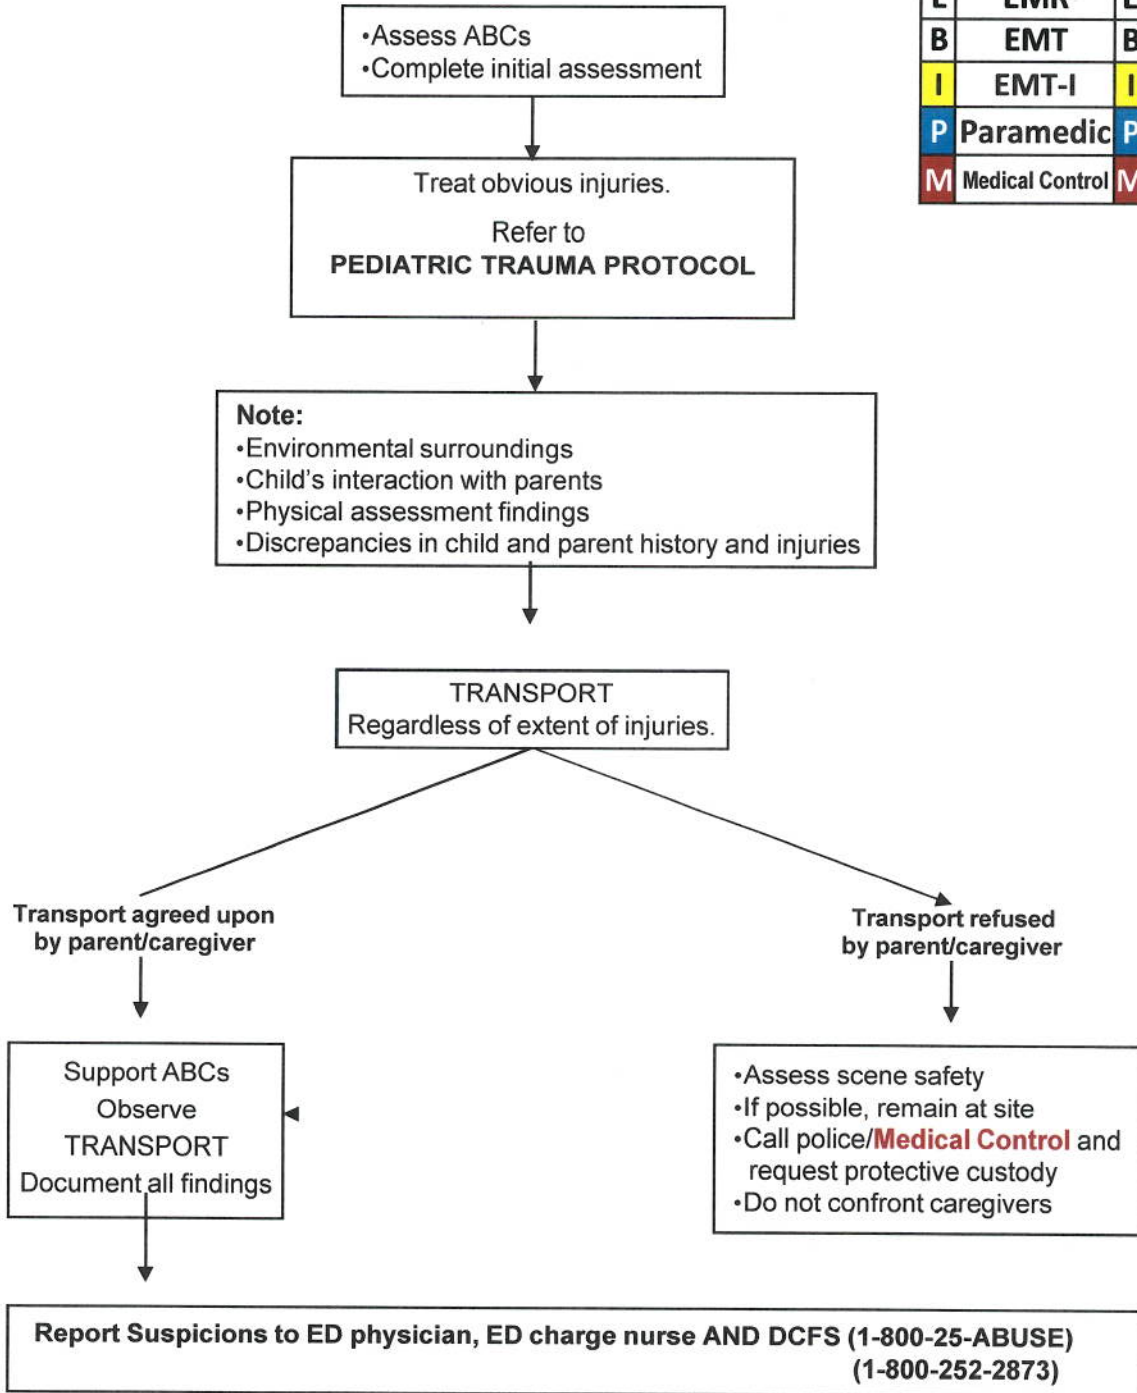 •Assess ABCs
•Complete initial assessment
B EMT B
I EMT-I I
P Paramedic P
M Medical Control M
Treat obvious injuries.
Refer to
PEDIATRIC TRAUMA PROTOCOL
Note:
•Environmental surroundings
•Child's interaction with parents
•Physical assessment findings
•Discrepancies in child and parent history and injuries
TRANSPORT
Regardless of extent of injuries.
Transport agreed upon
by parent/caregiver
Transport refused
by parent/caregiver
Support ABCs
Observe
TRANSPORT
Document all findings
•Assess scene safety
•If possible, remain at site
•Call police/Medical Control and
request protective custody
•Do not confront caregivers
Report Suspicions to ED physician, ED charge nurse AND DCFS (1-800-25-ABUSE)
(1-800-252-2873)